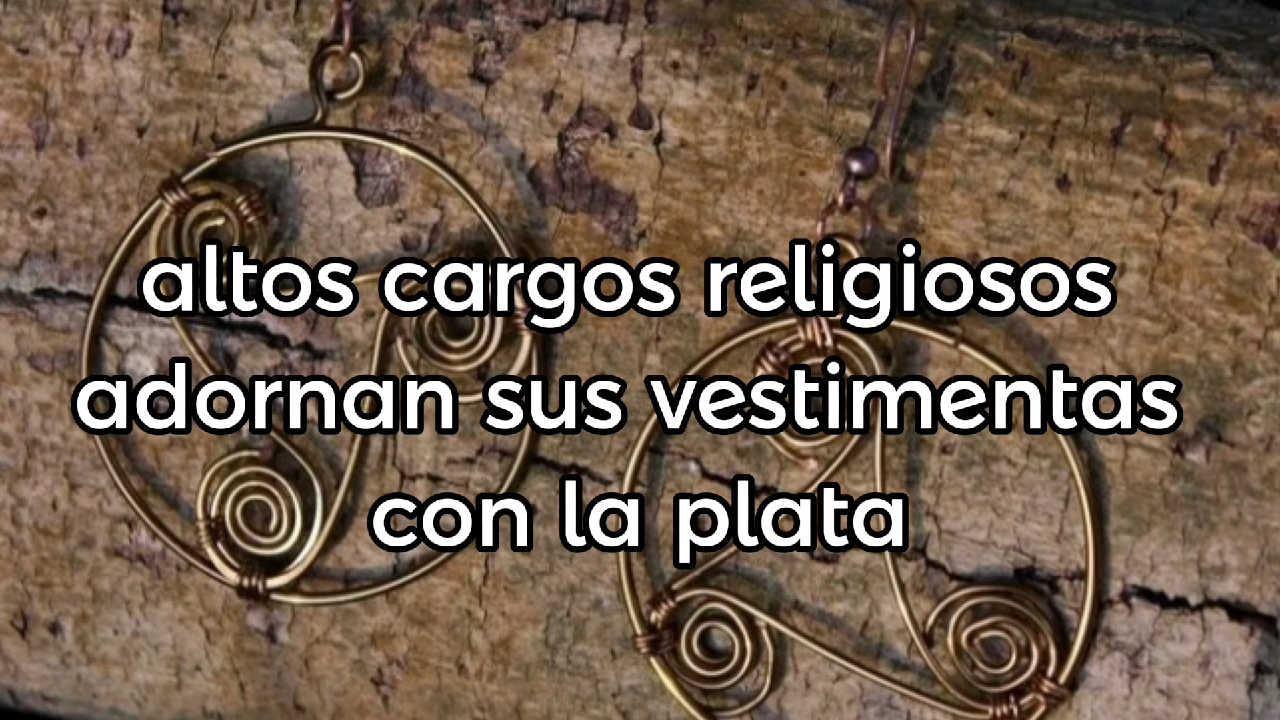 altos cargos religiosos
adornan sus vestimentas
con la plata